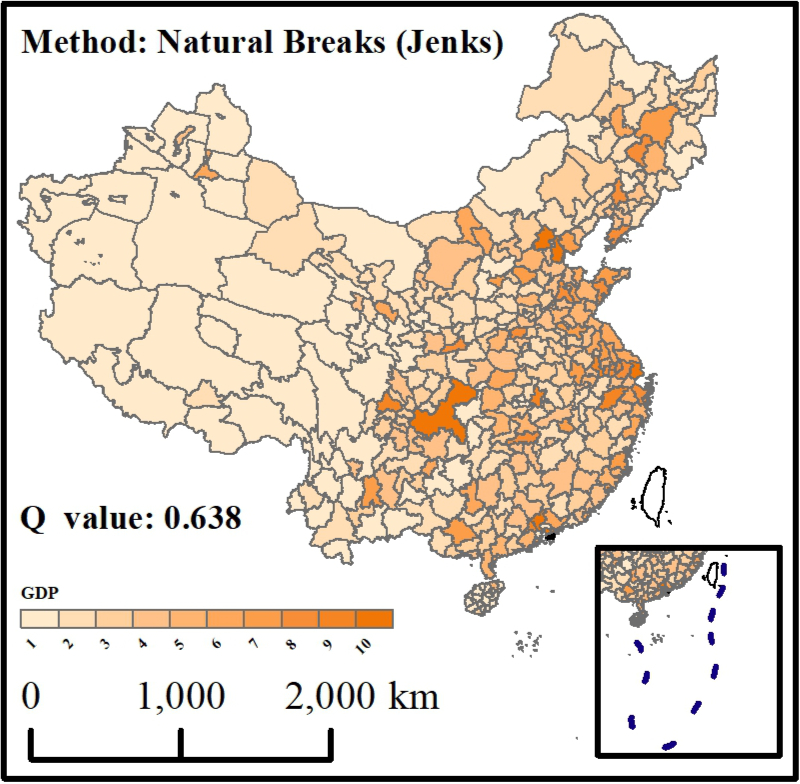 Method: Natural Breaks (Jenks)
Q value: 0.638
GDP
1 2 3 4 5 6 7 8 9 10
0 1,000 2,000 km